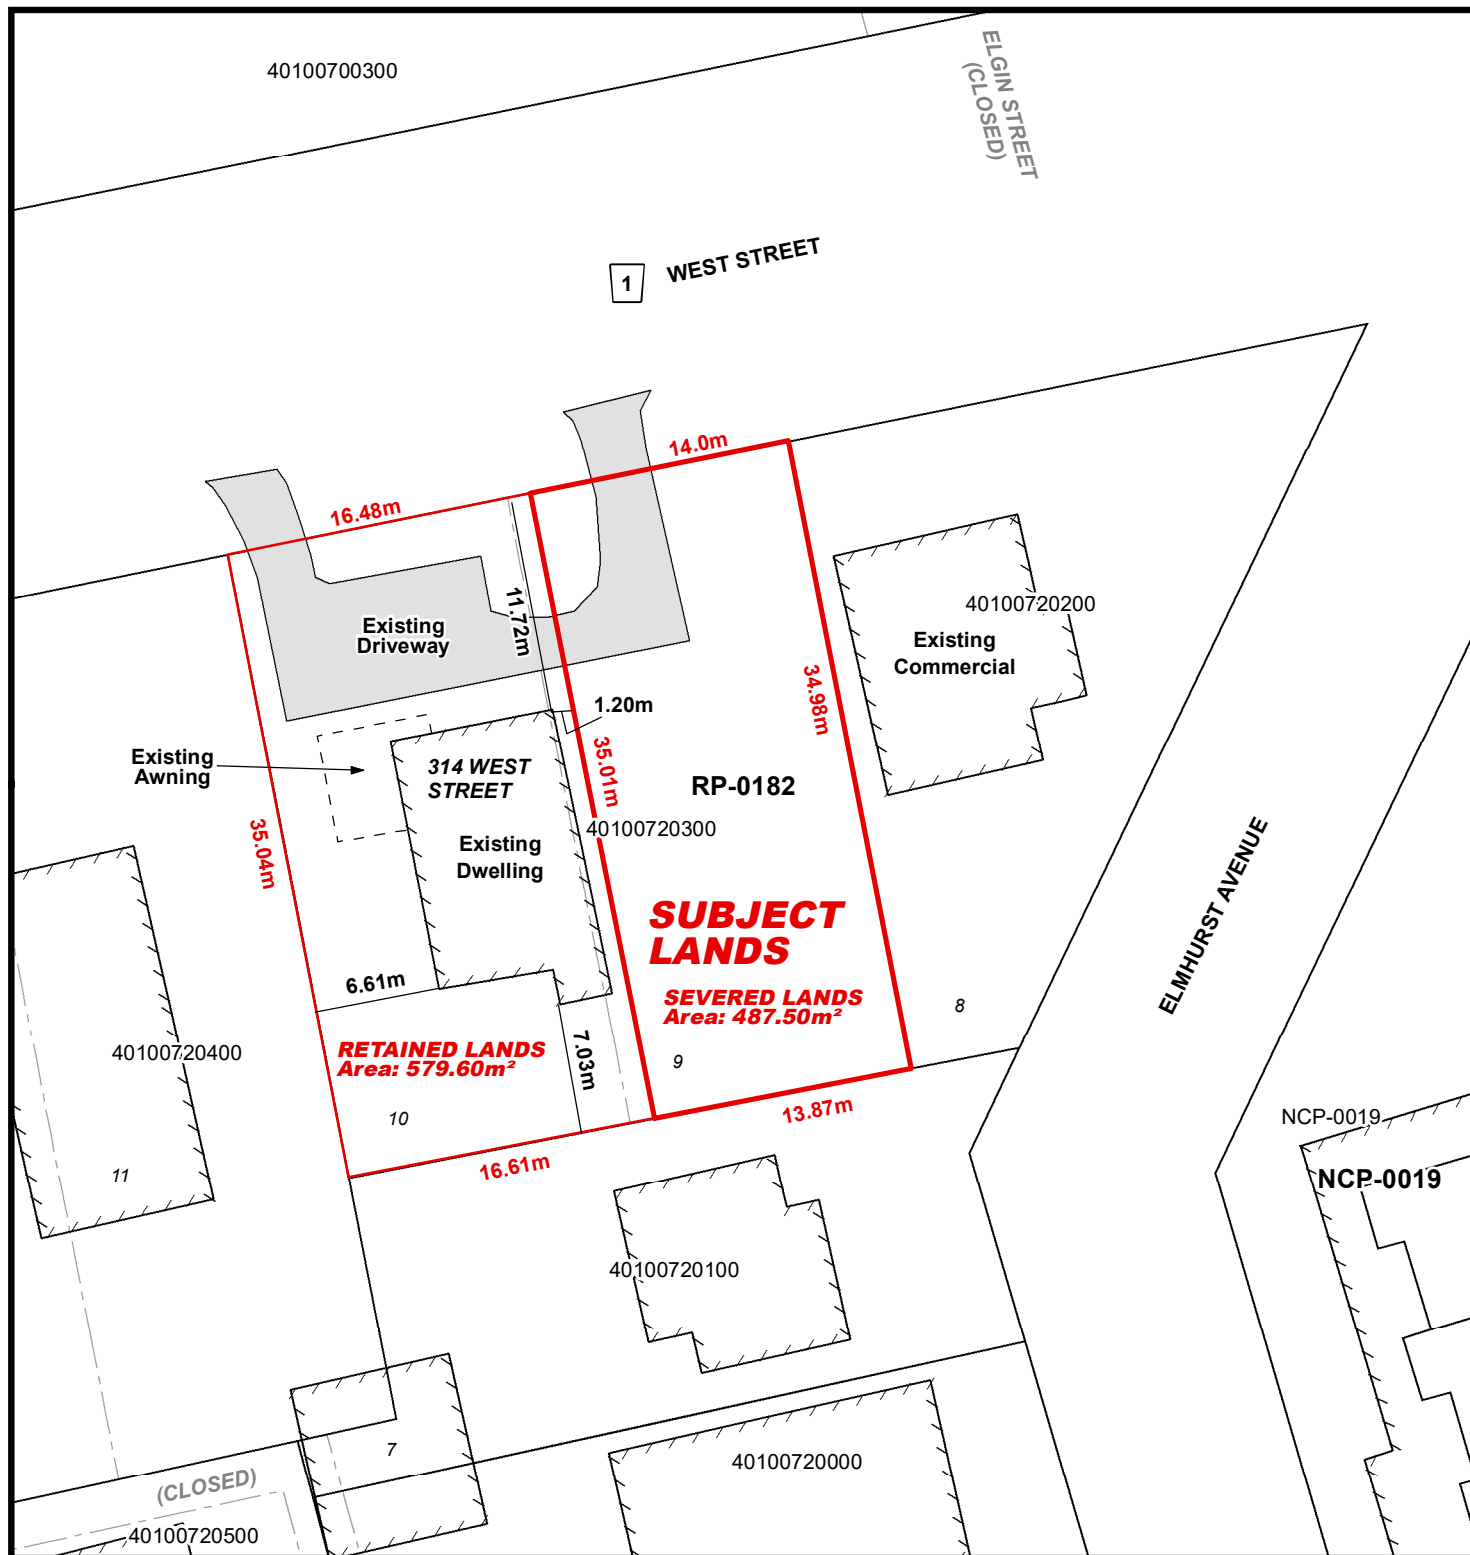 40100700300
ELGIN STREET
(CLOSED)
1
WEST STREET
14.0m
16.48m
11.72m
Existing
Driveway
40100720200
Existing
Commercial
34.98m
1.20m
Existing
Awning
314 WEST
STREET
35.01m
RP-0182
40100720300
Existing
Dwelling
35.04m
SUBJECT
LANDS
SEVERED LANDS
Area: 487.50m²
ELMHURST AVENUE
6.61m
8
7.03m
40100720400
RETAINED LANDS
Area: 579.60m²
9
10
13.87m
NCP-0019
11
16.61m
NCP-0019
40100720100
7
(CLOSED)
40100720000
40100720500